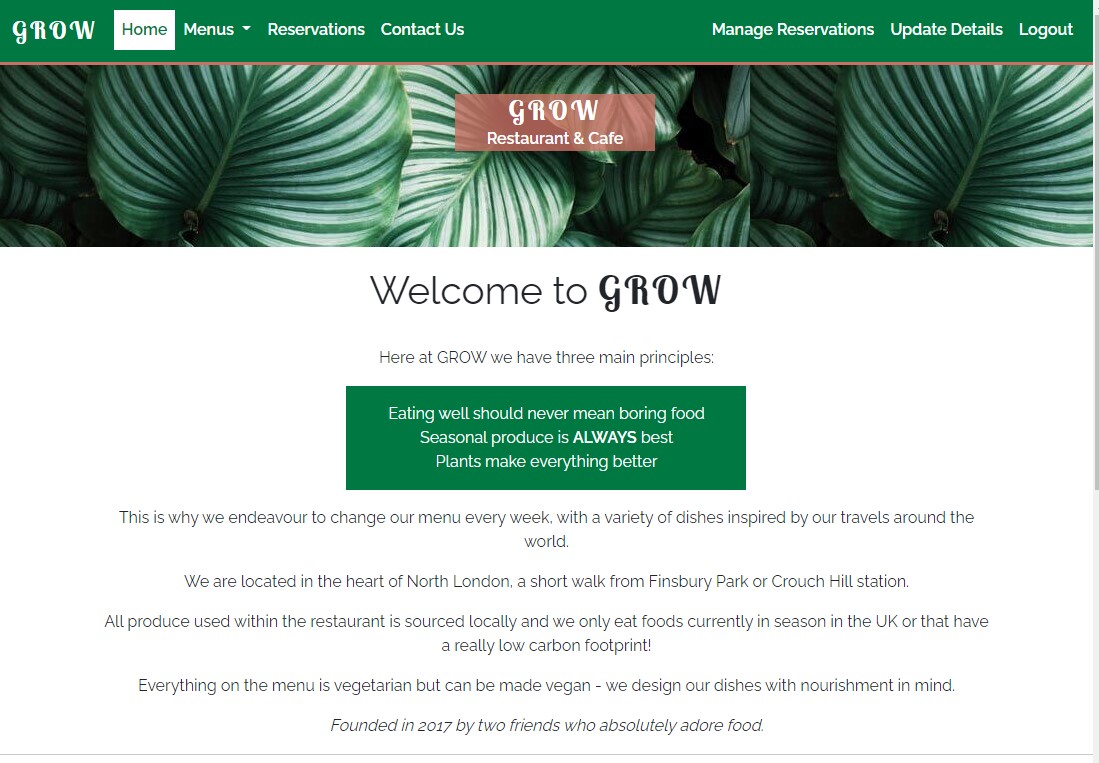 GROW Home Menus Reservations Contact Us Manage Reservations Update Details Logout
GROW
Restaurant & Cafe
Welcome to GROW
Here at GROW we have three main principles:
Eating well should never mean boring food
Seasonal produce is ALWAYS best
Plants make everything better
This is why we endeavour to change our menu every week, with a variety of dishes inspired by our travels around the
world.
We are located in the heart of North London, a short walk from Finsbury Park or Crouch Hill station.
All produce used within the restaurant is sourced locally and we only eat foods currently in season in the UK or that have
a really low carbon footprint!
Everything on the menu is vegetarian but can be made vegan - we design our dishes with nourishment in mind.
Founded in 2017 by two friends who absolutely adore food.